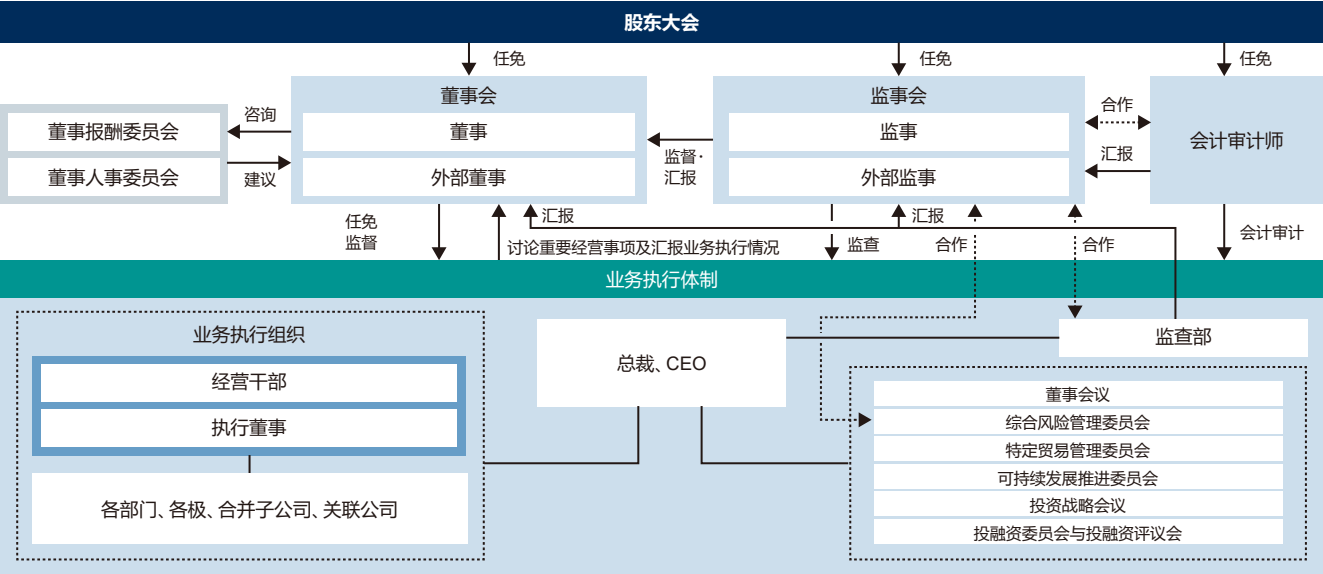 股东大会
任免
任免
任免
董事会
董事
外部董事
监事会
监事
外部监事
会计审计师
董事报酬委员会
董事人事委员会
咨询
建议
监督·
汇报
合作
汇报
任免
监督
汇报
讨论重要经营事项及汇报业务执行情况
监查
汇报
合作
合作
会计审计
业务执行体制
业务执行组织
经营干部
执行董事
各部门、各极、合并子公司、关联公司
总裁、CEO
监查部
董事会议
综合风险管理委员会
特定贸易管理委员会
可持续发展推进委员会
投资战略会议
投融资委员会与投融资评议会